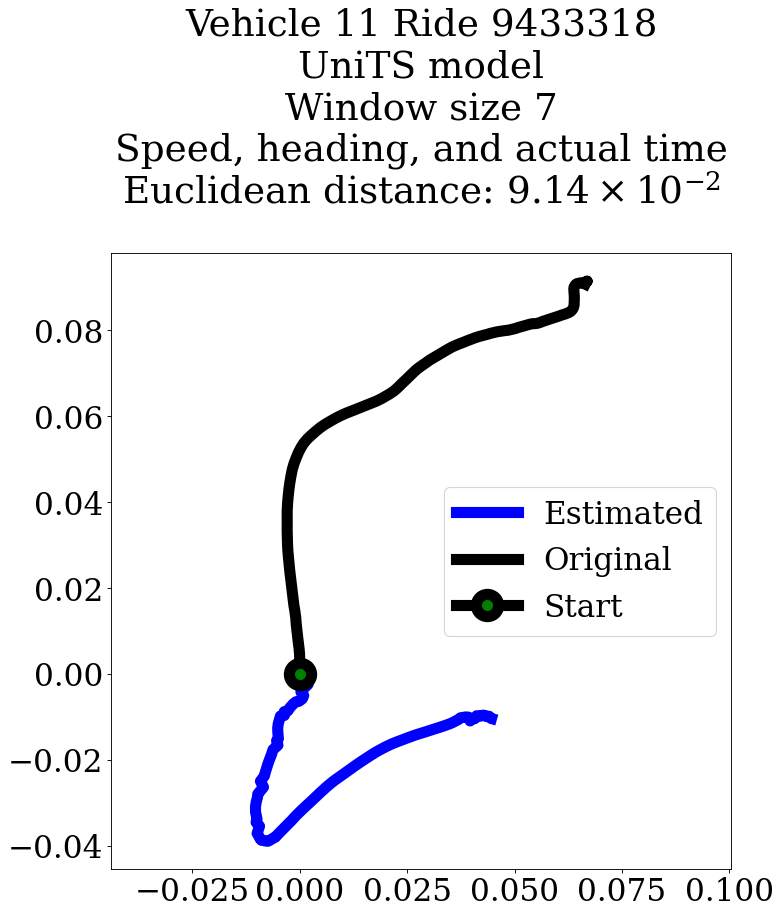 Vehicle 11 Ride 9433318
UniTS model
Window size 7
Speed, heading, and actual time
Euclidean distance: 9.14 × 10⁻²
0.08
0.06
0.04
0.02
0.00
−0.02
−0.04
Estimated
Original
Start
−0.025 0.000 0.025 0.050 0.075 0.100